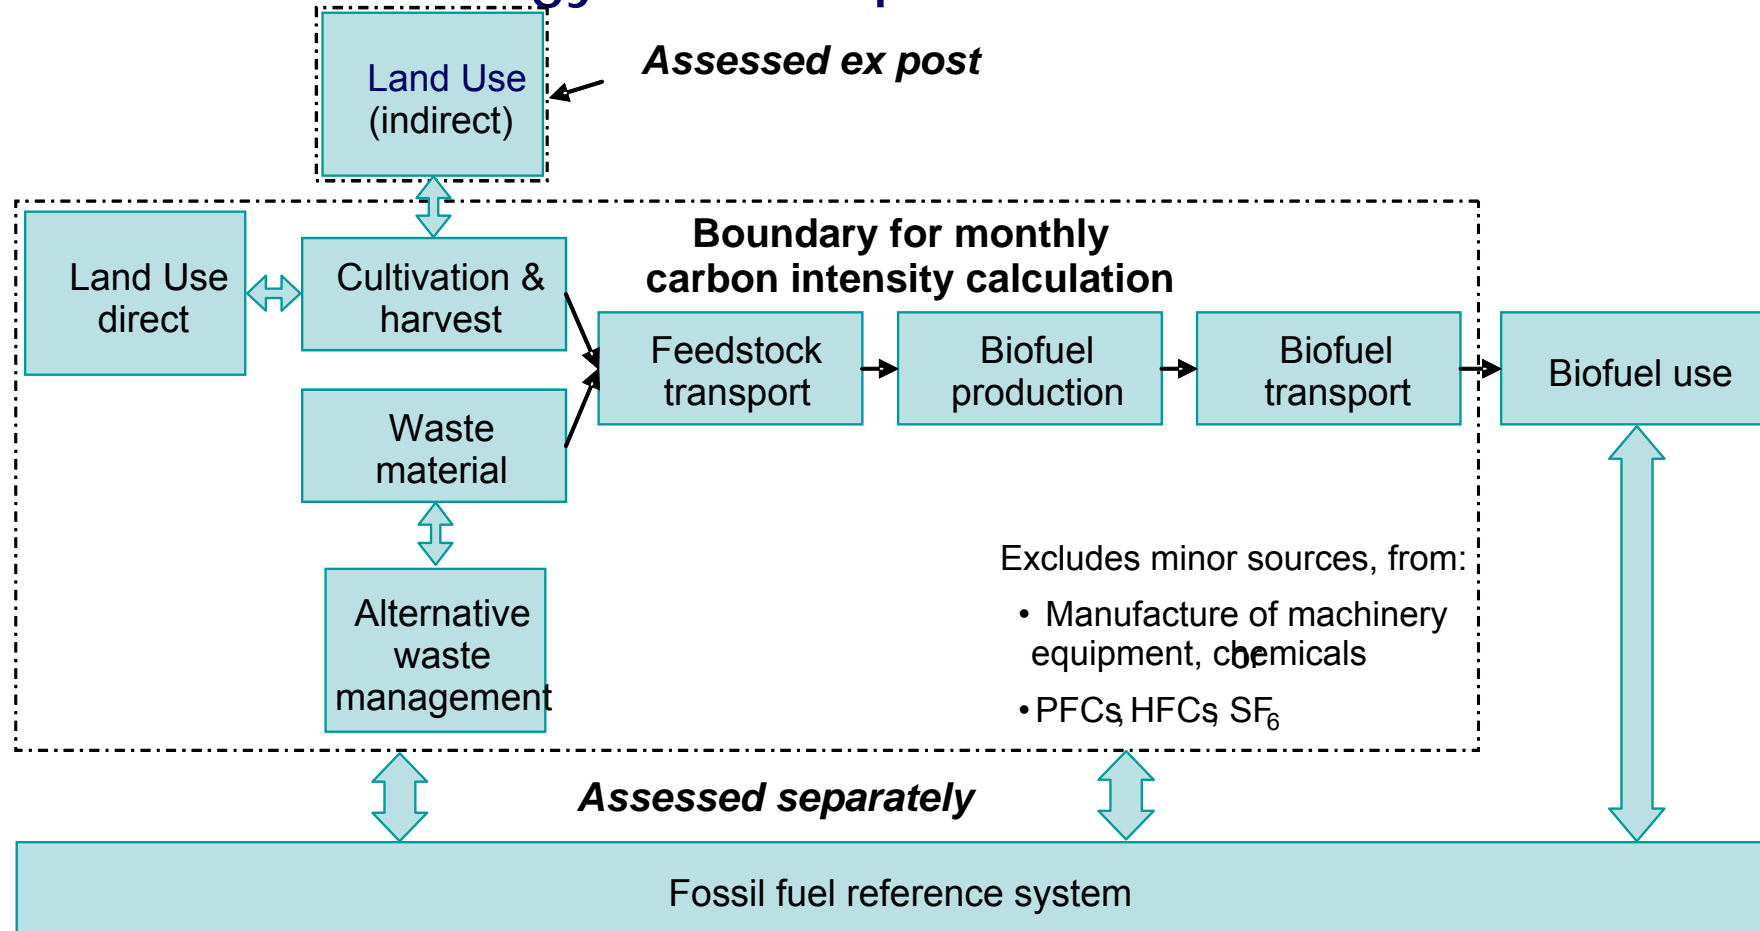 Assessed ex post
Land Use
(indirect)
Boundary for monthly
carbon intensity calculation
Land Use
direct
Cultivation &
harvest
Feedstock
transport
Biofuel
production
Biofuel
transport
Biofuel use
Waste
material
Alternative
waste
management
Excludes minor sources, from:
• Manufacture of machinery or
equipment, chemicals
• PFCs, HFCs, SF6
Assessed separately
Fossil fuel reference system